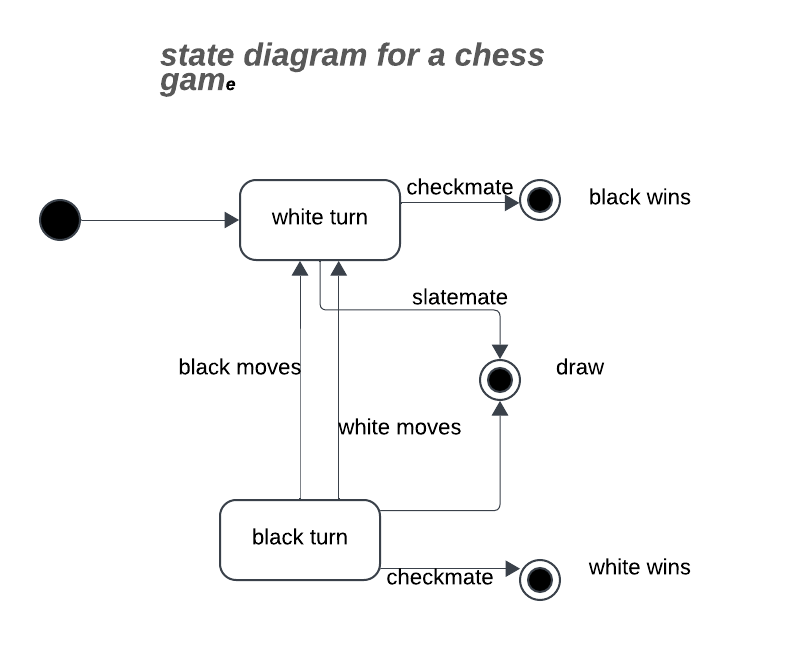 state diagram for a chess
game
checkmate
black wins
white turn
slatemate
black moves
draw
white moves
black turn
white wins
checkmate